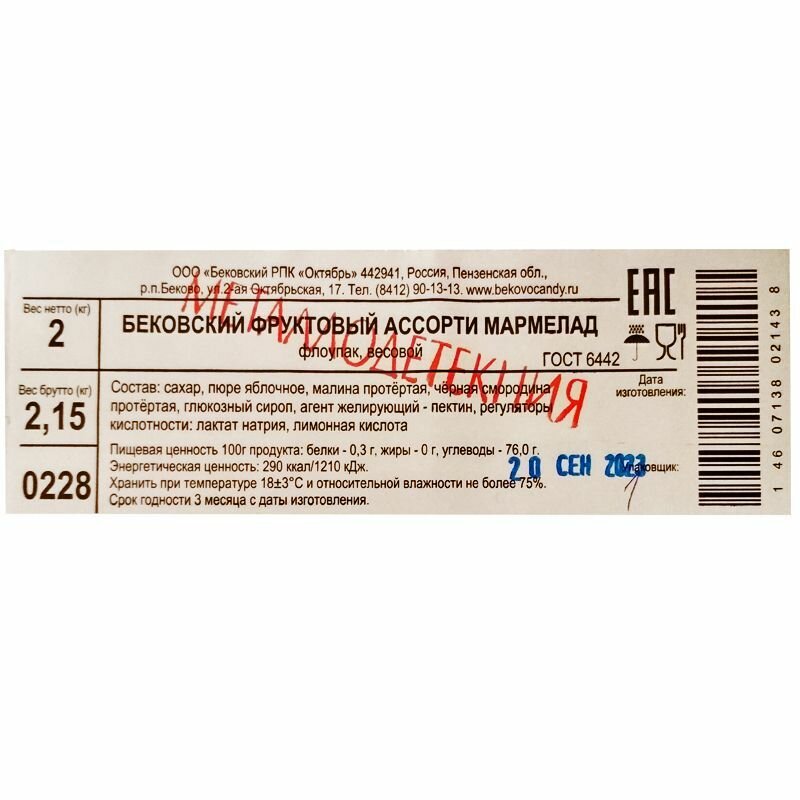 ООО «Бековский РПК «Октябрь» 442941, Россия, Пензенская обл.,
р.п.Беково, ул.2-ая Октябрьская, 17. Тел. (8412) 90-13-13. www.bekovocandy.ru
EAC
Вес нетто (кг)
2
БЕКОВСКИЙ ФРУКТОВЫЙ АССОРТИ МАРМЕЛАД
флоупак, весовой
ГОСТ 6442
МЕТАЛЛОДЕТЕКЦИЯ
Дата
изготовления:
Вес брутто (кг)
2,15
Состав: сахар, пюре яблочное, малина протёртая, чёрная смородина
протёртая, глюкозный сироп, агент желирующий - пектин, регуляторы
кислотности: лактат натрия, лимонная кислота
0228
Пищевая ценность 100г продукта: белки - 0,3 г, жиры - 0 г, углеводы - 76,0 г.
Энергетическая ценность: 290 ккал/1210 кДж.
Хранить при температуре 18±3°С и относительной влажности не более 75%.
Срок годности 3 месяца с даты изготовления.
20 СЕН 2023
Упаковщик:
1
1 46 07138 02143 8